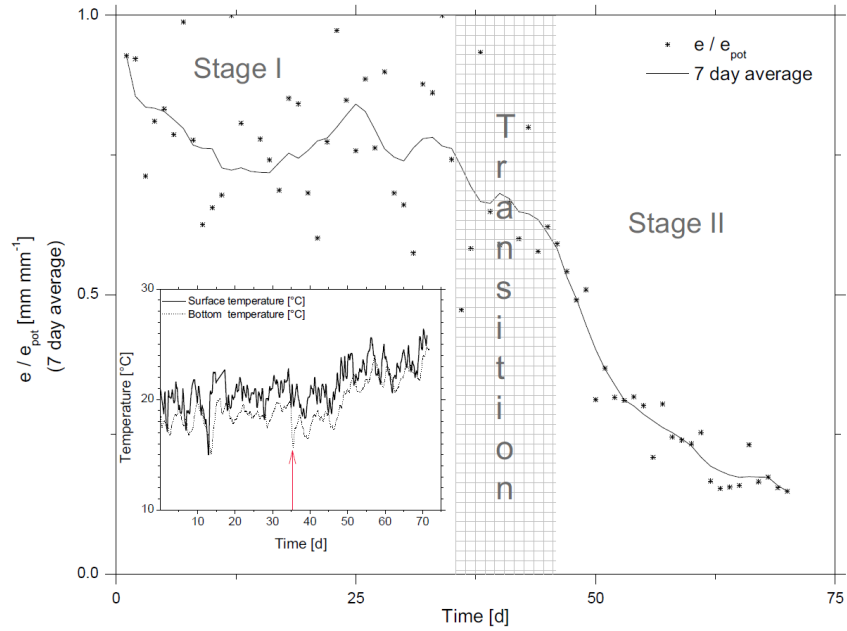 1.0
Stage I
e / e_pot
7 day average
Transition
Stage II
e / e_pot [mm mm⁻¹]
(7 day average)
0.5
30
Surface temperature [°C]
Bottom temperature [°C]
Temperature [°C]
20
10
10 20 30 40 50 60 70
Time [d]
0.0
0 25 50 75
Time [d]